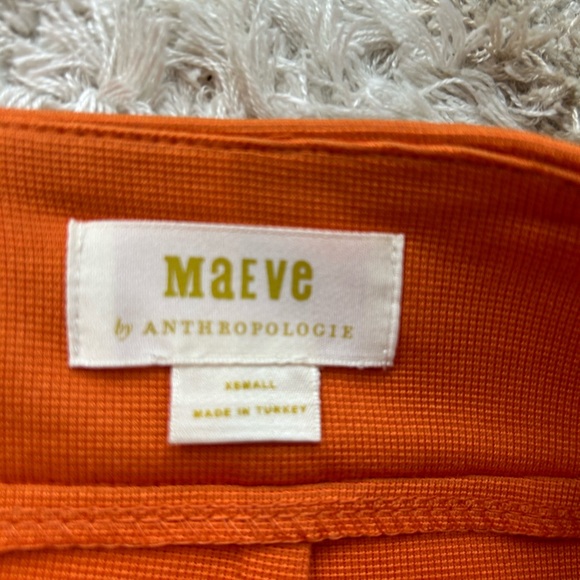 MaEve
by ANTHROPOLOGIE
XSMALL
MADE IN TURKEY